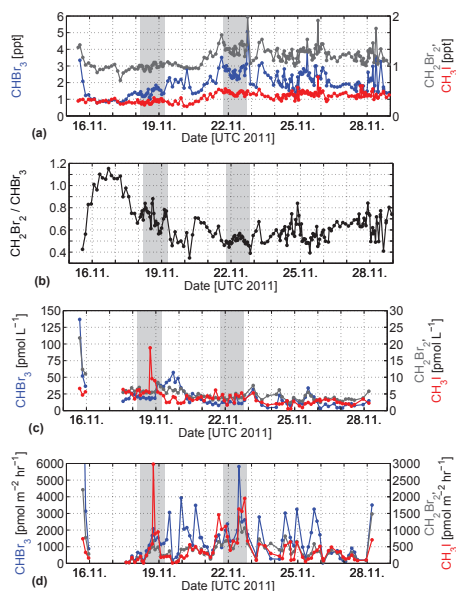 CHBr3 [ppt]
6
5
4
3
2
1
0
2
1
0
CH2Br2, CH3I [ppt]
16.11. 19.11. 22.11. 25.11. 28.11.
(a) Date [UTC 2011]
CH2Br2 / CHBr3
1.2
1.0
0.8
0.6
0.4
16.11. 19.11. 22.11. 25.11. 28.11.
(b) Date [UTC 2011]
CHBr3 [pmol L−1]
150
125
100
75
50
25
0
30
25
20
15
10
5
0
CH2Br2, CH3I [pmol L−1]
16.11. 19.11. 22.11. 25.11. 28.11.
(c) Date [UTC 2011]
CHBr3 [pmol m−2 hr−1]
6000
5000
4000
3000
2000
1000
0
3000
2500
2000
1500
1000
500
0
CH2Br2, CH3I [pmol m−2 hr−1]
16.11. 19.11. 22.11. 25.11. 28.11.
(d) Date [UTC 2011]